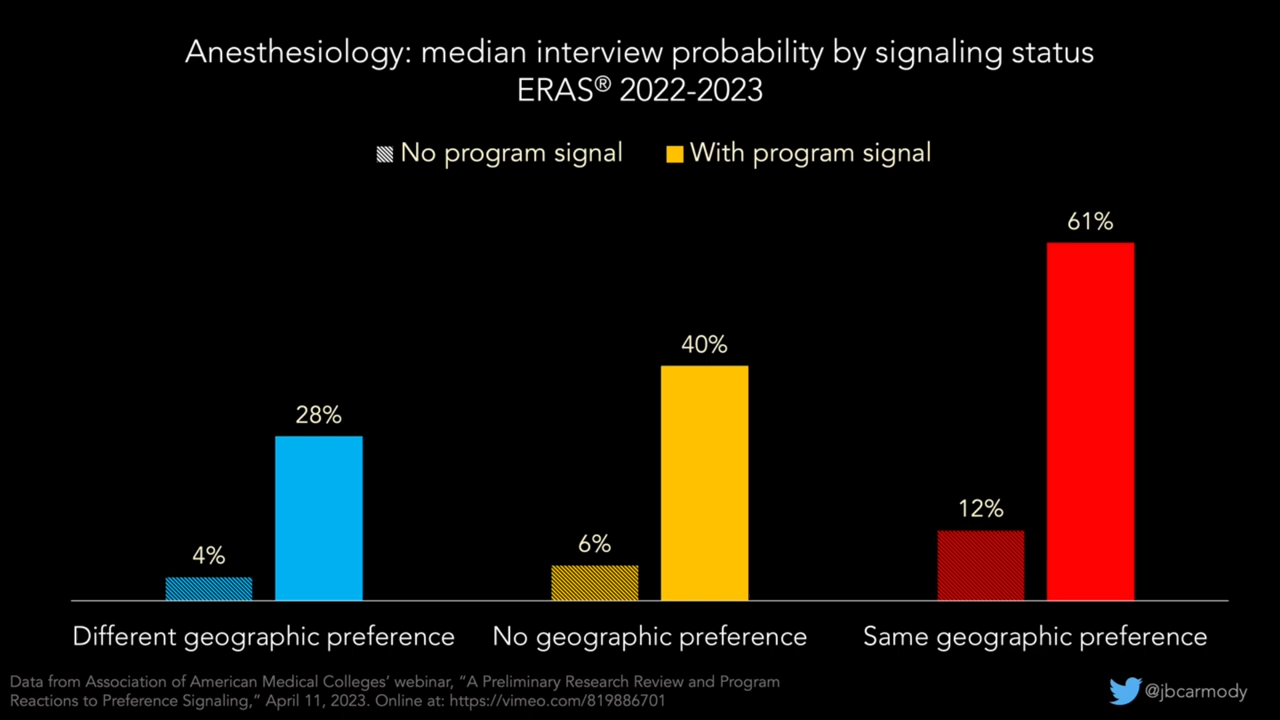 Anesthesiology: median interview probability by signaling status
ERAS® 2022-2023
No program signal With program signal
61%
40%
28%
12%
6%
4%
Different geographic preference No geographic preference Same geographic preference
Data from Association of American Medical Colleges’ webinar, “A Preliminary Research Review and Program
Reactions to Preference Signaling,” April 11, 2023. Online at: https://vimeo.com/819886701
@jbcarmody